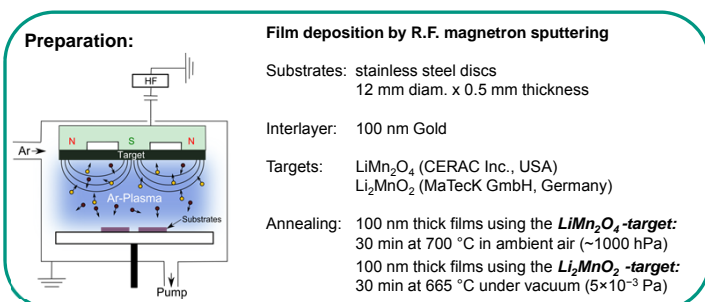 Preparation:
HF
N S N
Target
Ar
Ar-Plasma
Substrates
Pump
Film deposition by R.F. magnetron sputtering
Substrates: stainless steel discs
12 mm diam. x 0.5 mm thickness
Interlayer: 100 nm Gold
Targets: LiMn₂O₄ (CERAC Inc., USA)
Li₂MnO₂ (MaTecK GmbH, Germany)
Annealing: 100 nm thick films using the LiMn₂O₄-target:
30 min at 700 °C in ambient air (~1000 hPa)
100 nm thick films using the Li₂MnO₂ -target:
30 min at 665 °C under vacuum (5×10⁻³ Pa)